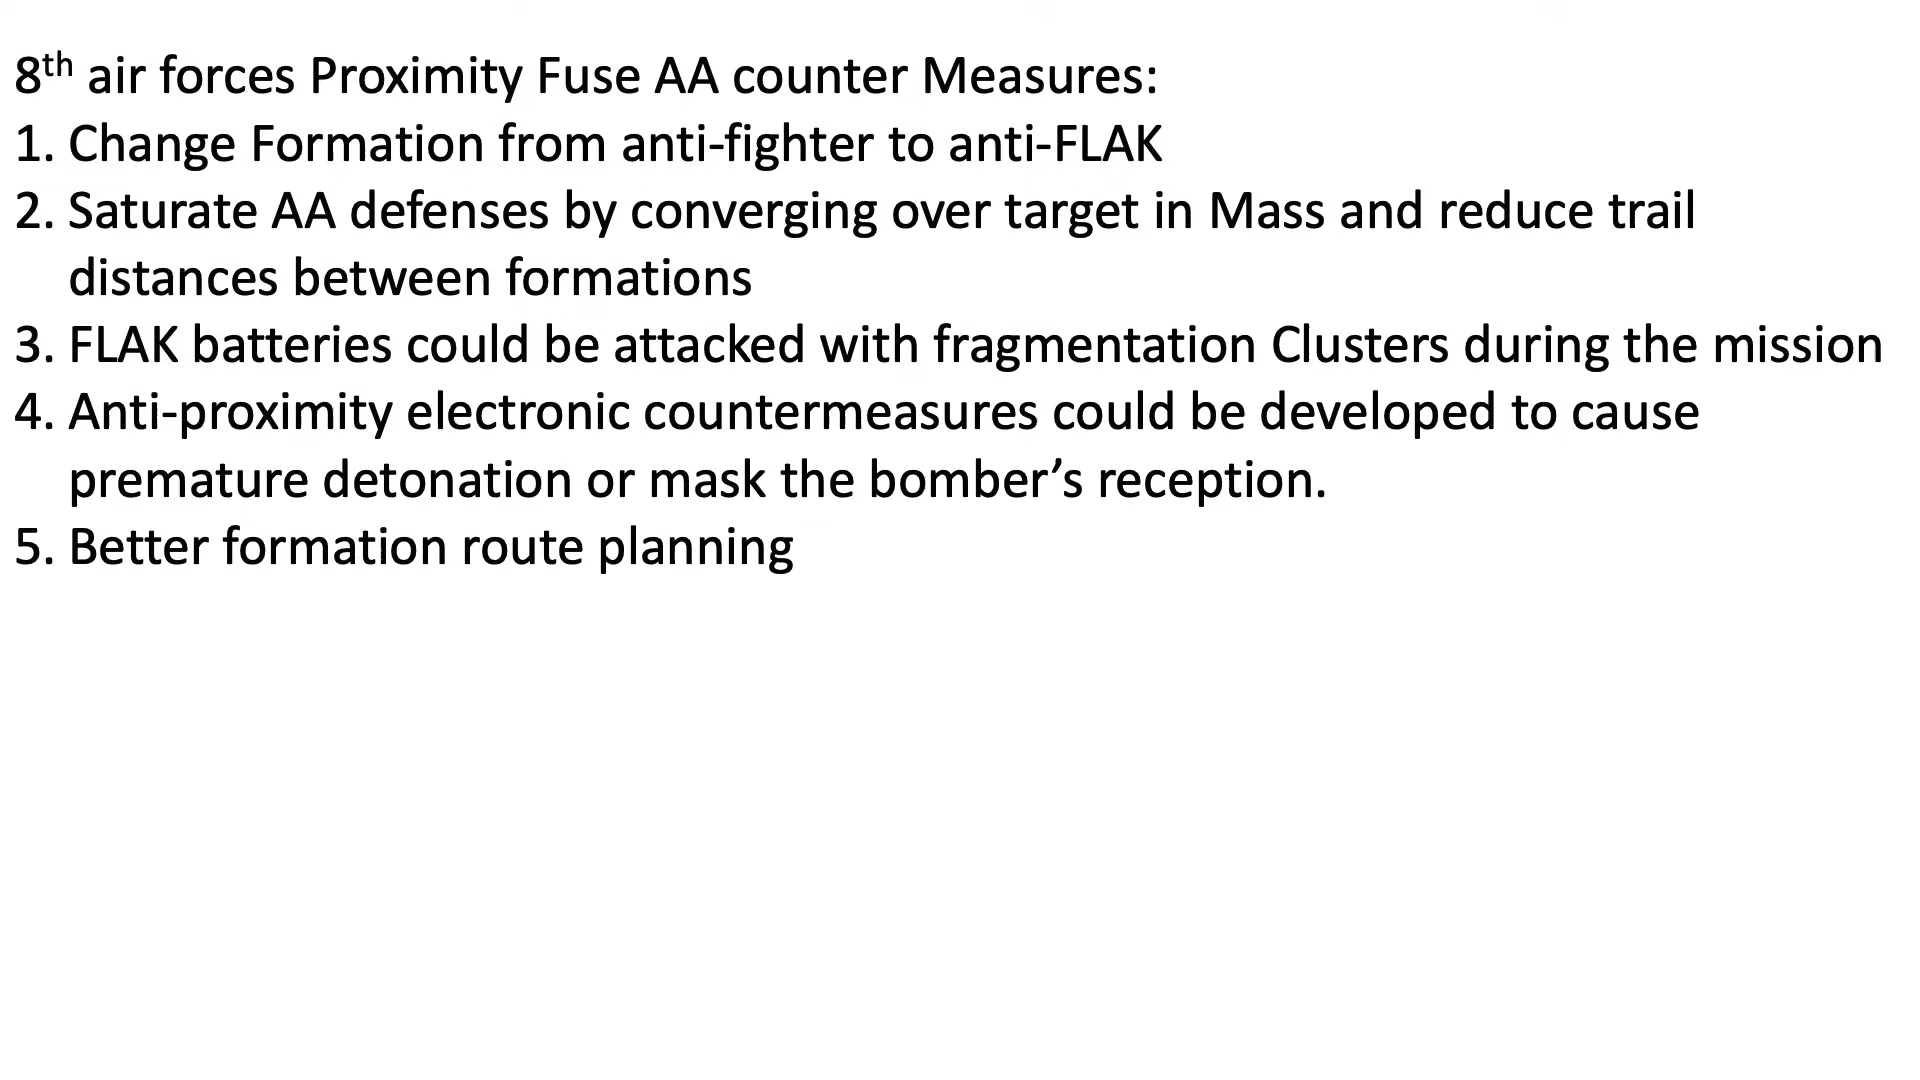 8th air forces Proximity Fuse AA counter Measures:
1. Change Formation from anti-fighter to anti-FLAK
2. Saturate AA defenses by converging over target in Mass and reduce trail
distances between formations
3. FLAK batteries could be attacked with fragmentation Clusters during the mission
4. Anti-proximity electronic countermeasures could be developed to cause
premature detonation or mask the bomber’s reception.
5. Better formation route planning